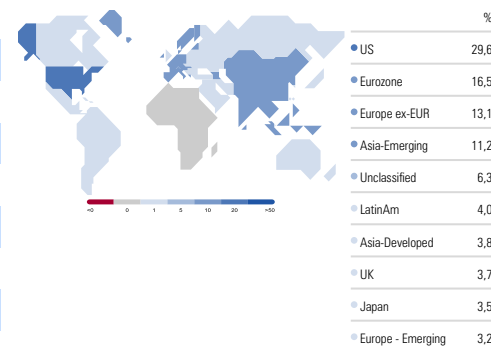 %
US 29,6
Eurozone 16,5
Europe ex-EUR 13,1
Asia-Emerging 11,2
Unclassified 6,3
LatinAm 4,0
Asia-Developed 3,8
UK 3,7
Japan 3,5
Europe - Emerging 3,2
<0 0 1 5 10 20 >50